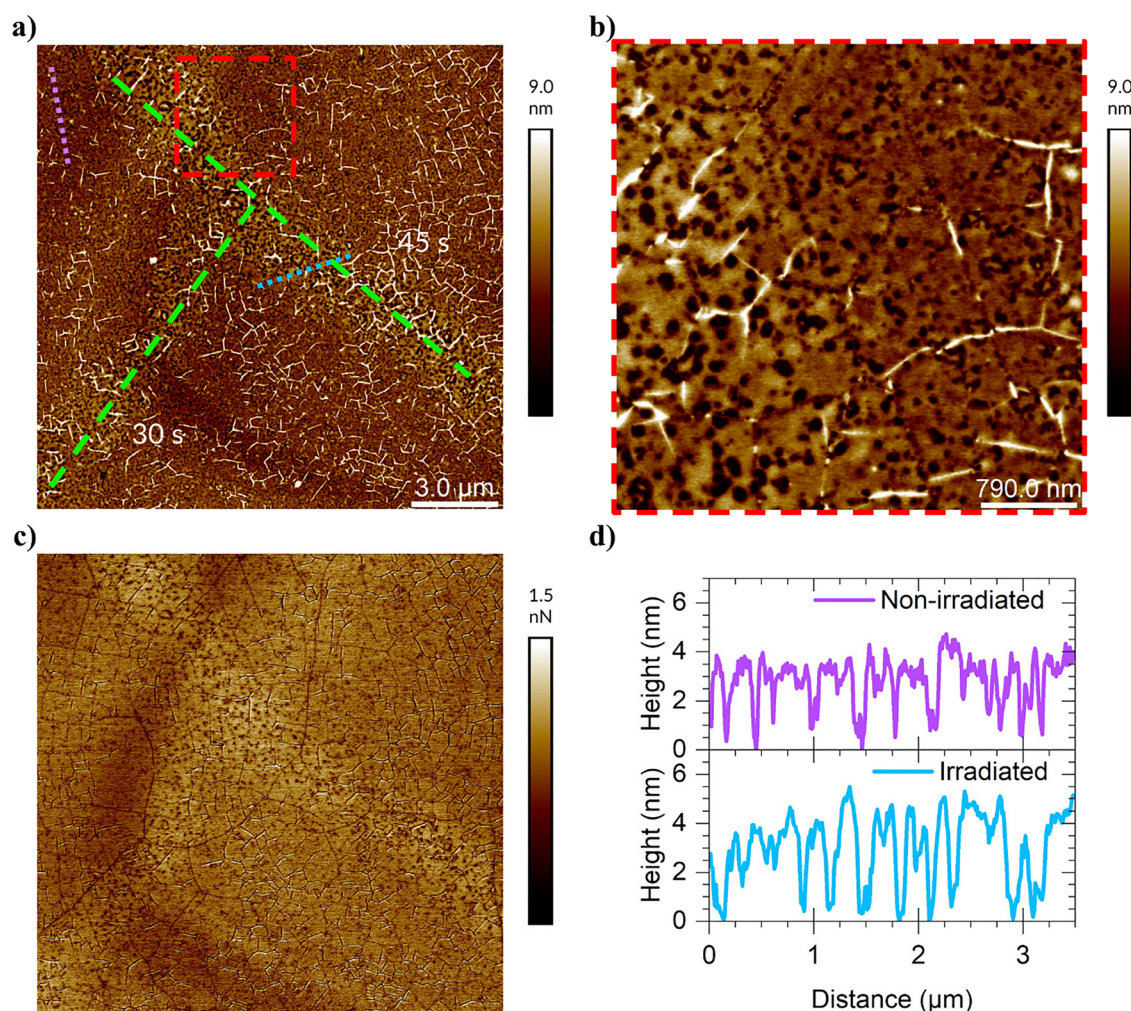 a)
9.0
nm
45 s
30 s
3.0 µm
b)
9.0
nm
790.0 nm
c)
1.5
nN
d)
Non-irradiated
Height (nm)
6
4
2
0
Irradiated
Height (nm)
6
4
2
0
0 1 2 3
Distance (µm)